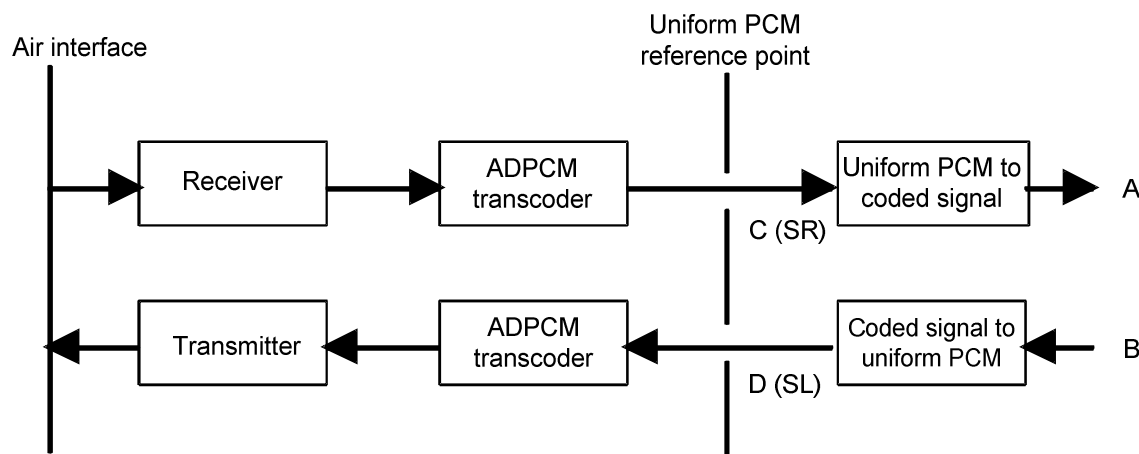 Air interface
Uniform PCM
reference point
Receiver
ADPCM
transcoder
Uniform PCM to
coded signal
A
C (SR)
Transmitter
ADPCM
transcoder
Coded signal to
uniform PCM
B
D (SL)